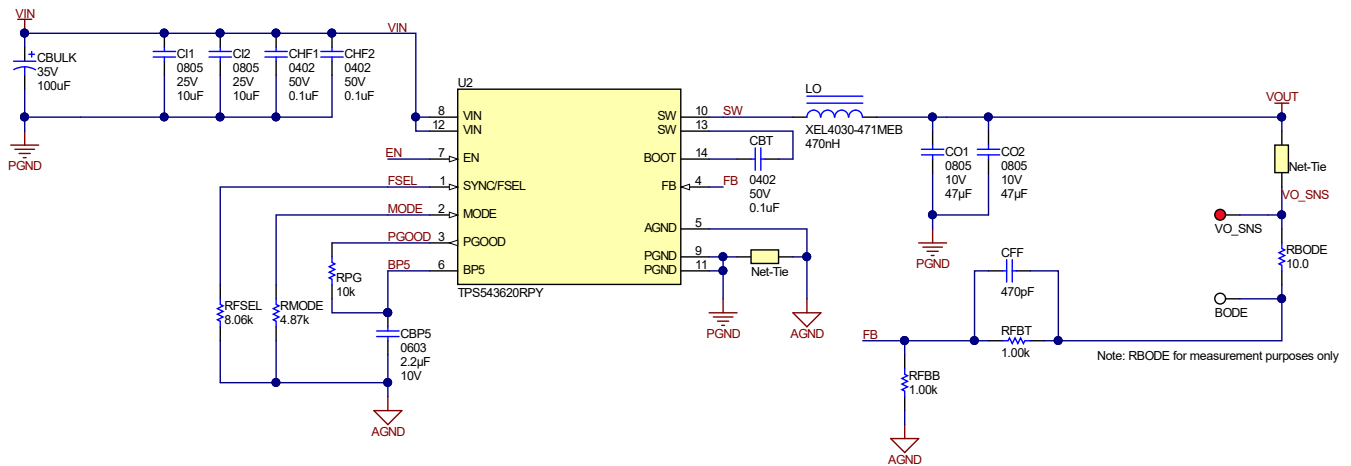 VIN
VIN
+
CBULK
35V
100uF
CI1
0805
25V
10uF
CI2
0805
25V
10uF
CHF1
0402
50V
0.1uF
CHF2
0402
50V
0.1uF
PGND
U2
8 VIN
12 VIN
EN 7 EN
FSEL 1 SYNC/FSEL
MODE 2 MODE
PGOOD 3 PGOOD
BP5 6 BP5
SW 10 SW
SW 13
BOOT 14
FB 4 FB
AGND 5
PGND 9
PGND 11
TPS543620RPY
RPG
10k
RFSEL
8.06k
RMODE
4.87k
CBP5
0603
2.2µF
10V
AGND
CBT
0402
50V
0.1uF
Net-Tie
PGND
AGND
LO
XEL4030-471MEB
470nH
CO1
0805
10V
47µF
CO2
0805
10V
47µF
PGND
VOUT
Net-Tie
VO_SNS
VO_SNS
RBODE
10.0
BODE
CFF
470pF
FB
RFBT
1.00k
Note: RBODE for measurement purposes only
RFBB
1.00k
AGND